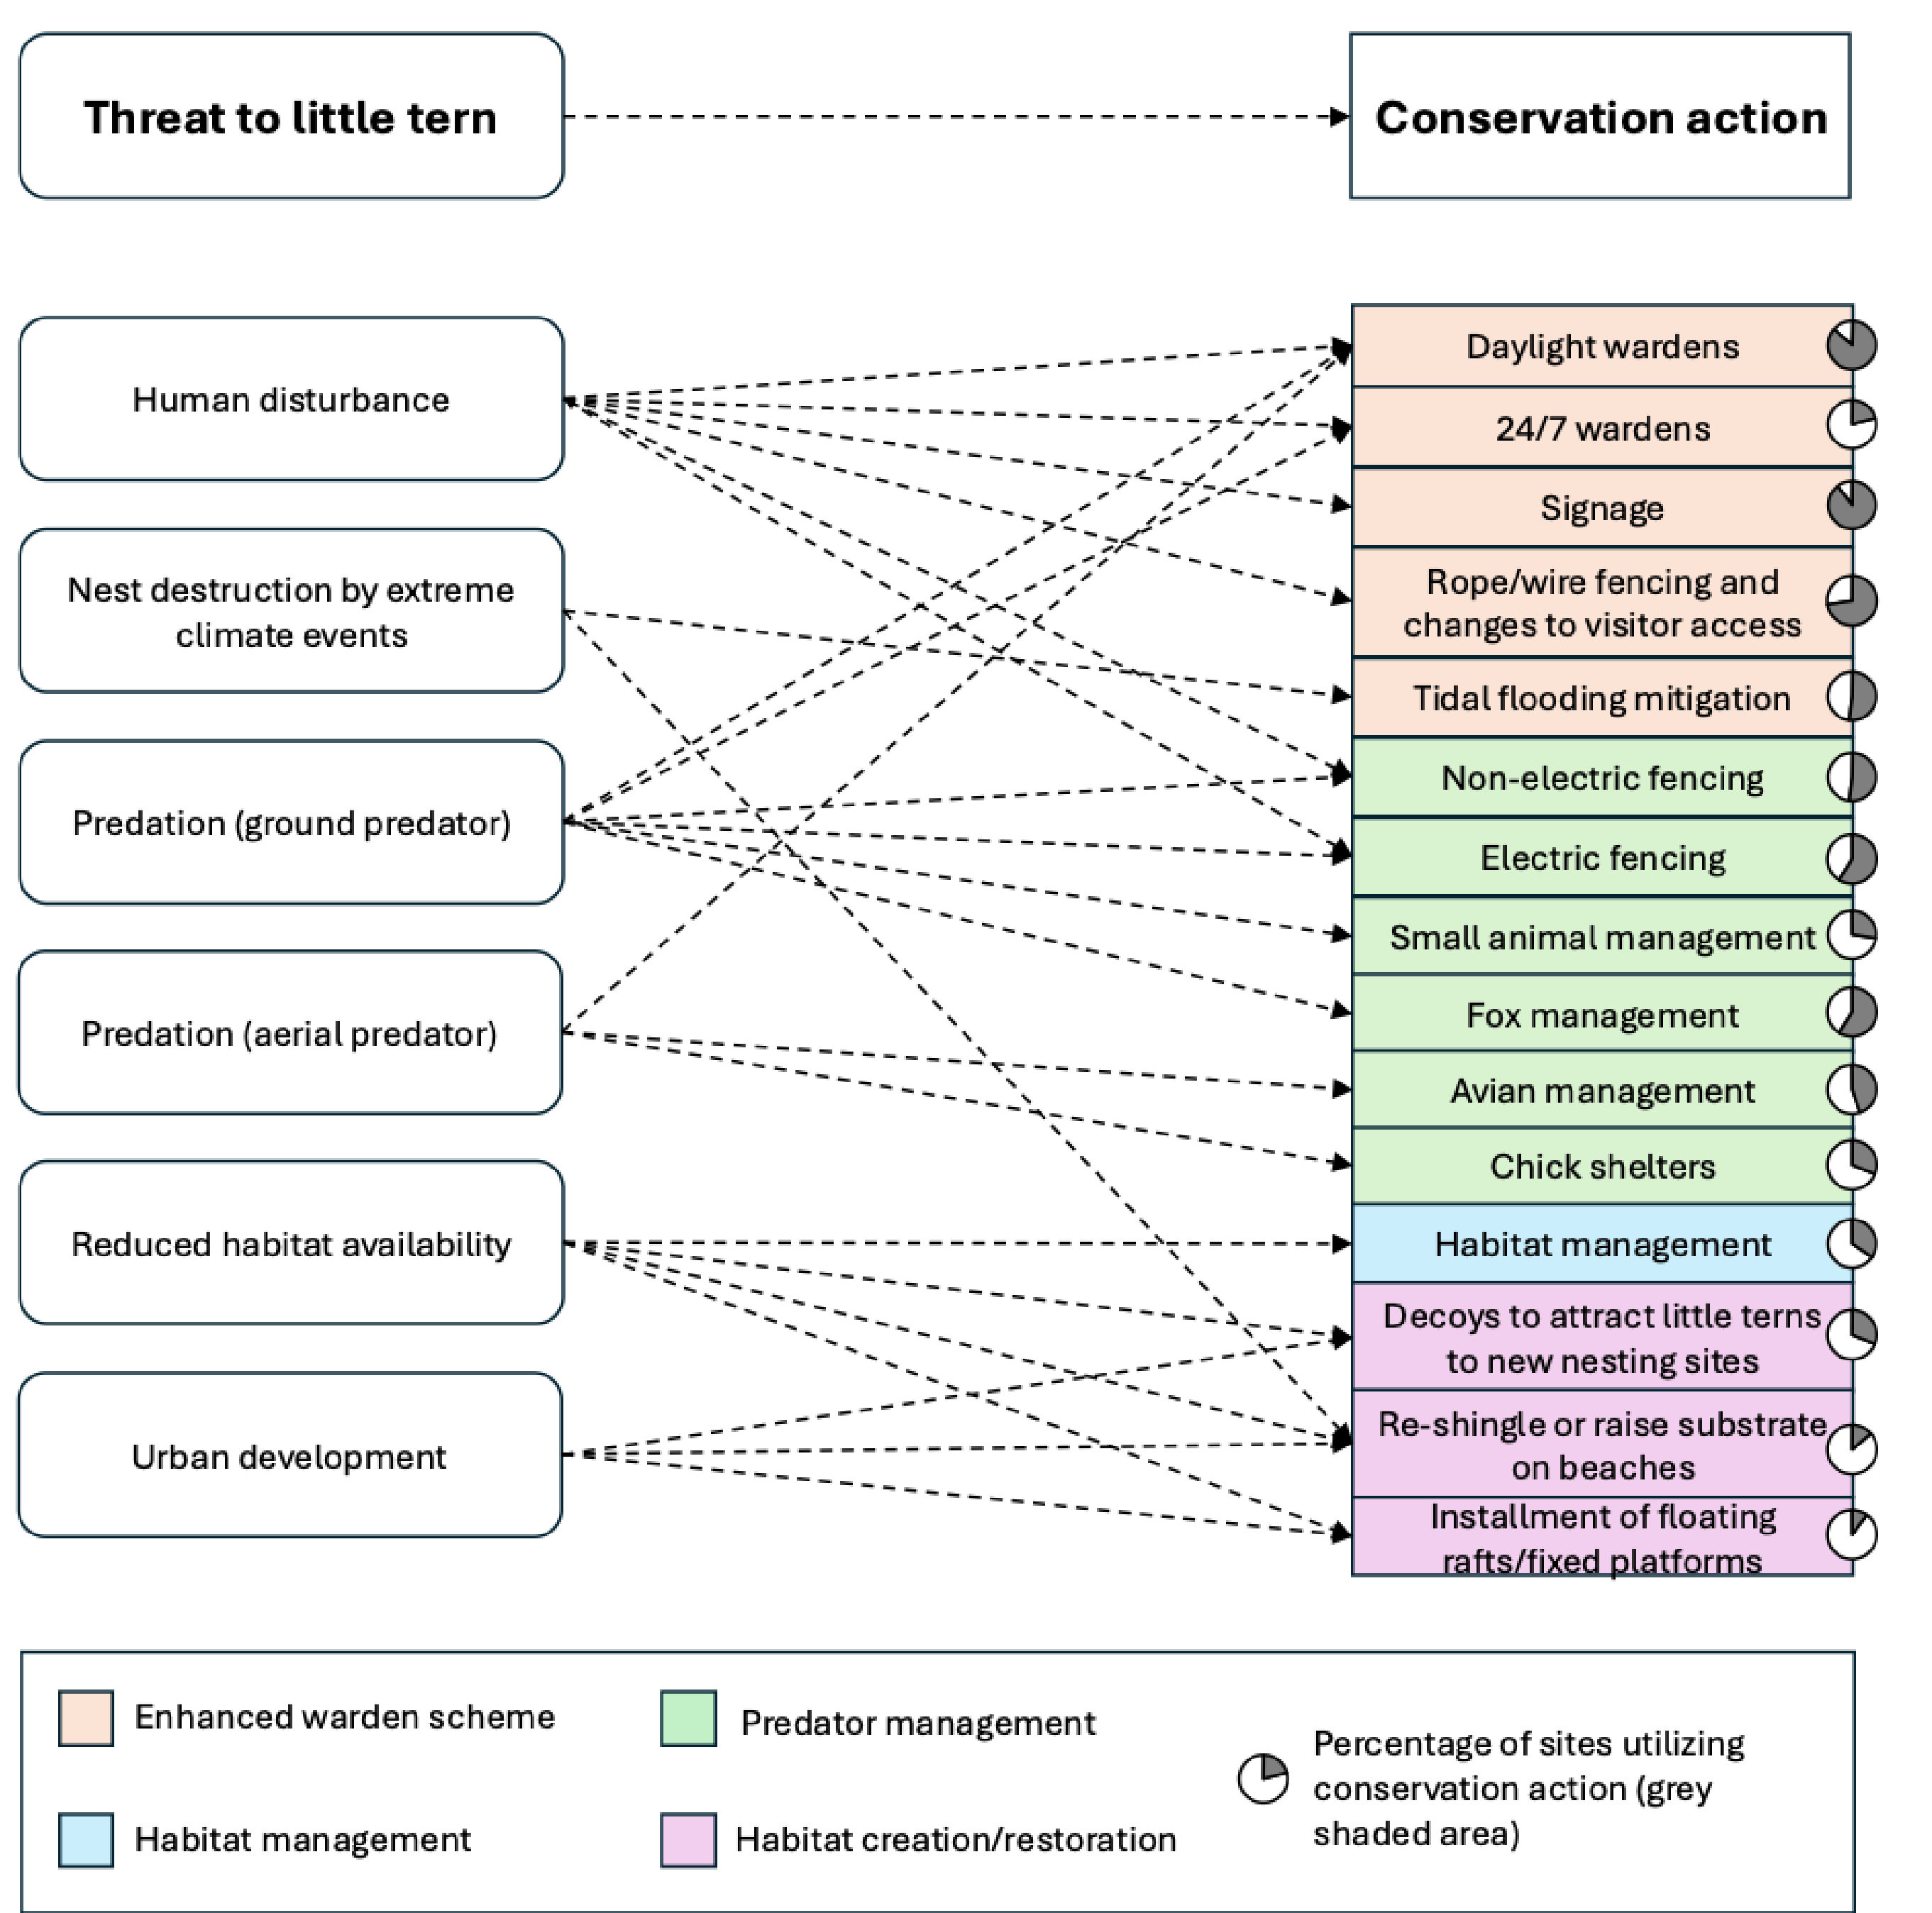 Threat to little tern
Conservation action
Human disturbance
Nest destruction by extreme
climate events
Predation (ground predator)
Predation (aerial predator)
Reduced habitat availability
Urban development
Daylight wardens
24/7 wardens
Signage
Rope/wire fencing and
changes to visitor access
Tidal flooding mitigation
Non-electric fencing
Electric fencing
Small animal management
Fox management
Avian management
Chick shelters
Habitat management
Decoys to attract little terns
to new nesting sites
Re-shingle or raise substrate
on beaches
Installment of floating
rafts/fixed platforms
Enhanced warden scheme
Predator management
Habitat management
Habitat creation/restoration
Percentage of sites utilizing
conservation action (grey
shaded area)